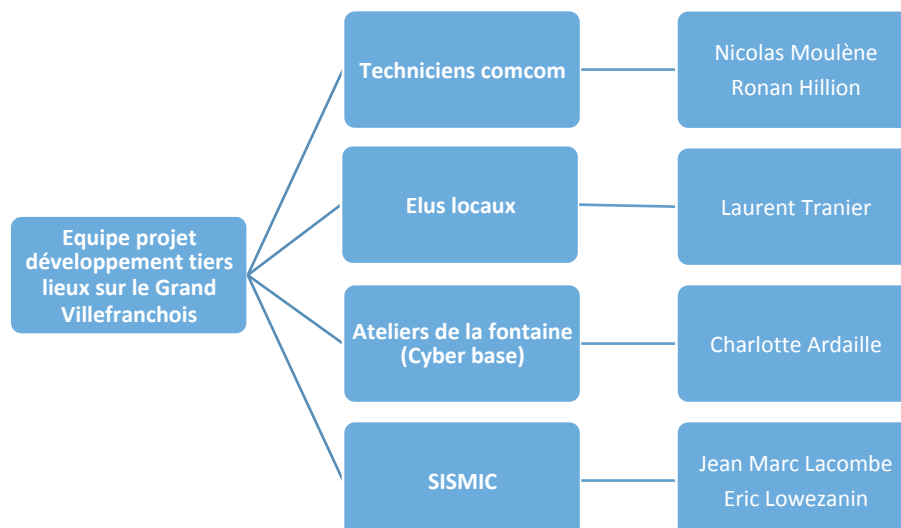 Equipe projet
développement tiers
lieux sur le Grand
Villefranchois
Techniciens comcom
Nicolas Moulène
Ronan Hillion
Elus locaux
Laurent Tranier
Ateliers de la fontaine
(Cyber base)
Charlotte Ardaille
SISMIC
Jean Marc Lacombe
Eric Lowezanin